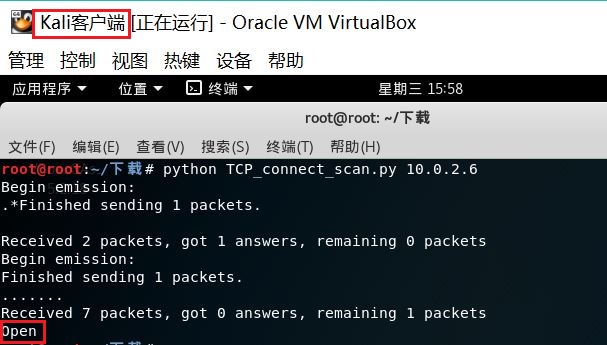 Kali客户端 [正在运行] - Oracle VM VirtualBox
管理 控制 视图 热键 设备 帮助
应用程序 位置 终端 星期三 15:58
root@root: ~/下载
文件(F) 编辑(E) 查看(V) 搜索(S) 终端(T) 帮助(H)
root@root:~/下载# python TCP_connect_scan.py 10.0.2.6
Begin emission:
.*Finished sending 1 packets.
Received 2 packets, got 1 answers, remaining 0 packets
Begin emission:
Finished sending 1 packets.
.......
Received 7 packets, got 0 answers, remaining 1 packets
Open